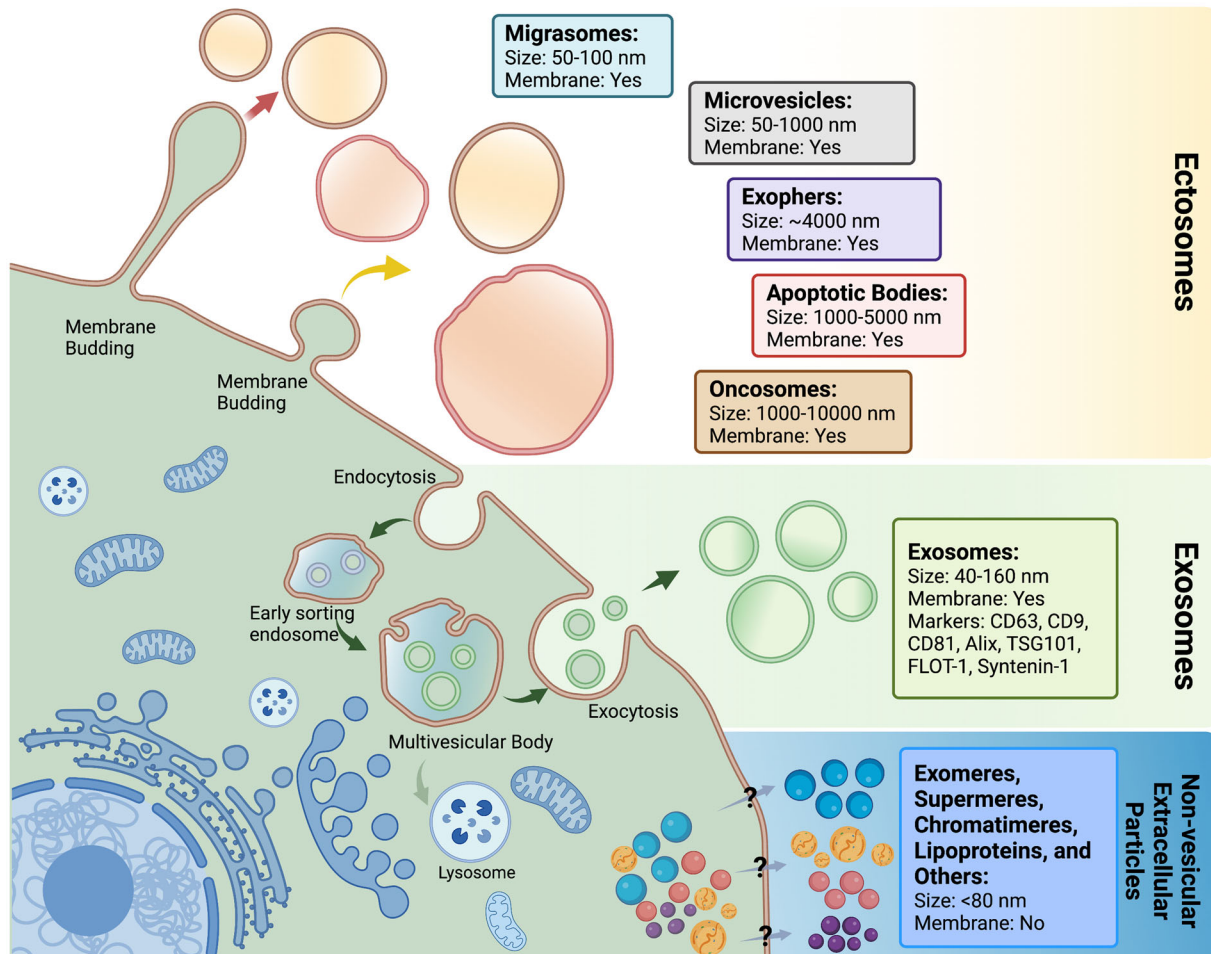 Migrasomes:
Size: 50-100 nm
Membrane: Yes
Microvesicles:
Size: 50-1000 nm
Membrane: Yes
Exophers:
Size: ~4000 nm
Membrane: Yes
Apoptotic Bodies:
Size: 1000-5000 nm
Membrane: Yes
Oncosomes:
Size: 1000-10000 nm
Membrane: Yes
Ectosomes
Membrane
Budding
Membrane
Budding
Endocytosis
Early sorting
endosome
Multivesicular Body
Exocytosis
Lysosome
Exosomes:
Size: 40-160 nm
Membrane: Yes
Markers: CD63, CD9,
CD81, Alix, TSG101,
FLOT-1, Syntenin-1
Exosomes
?
?
?
Exomeres,
Supermeres,
Chromatimeres,
Lipoproteins, and
Others:
Size: <80 nm
Membrane: No
Non-vesicular
Extracellular
Particles